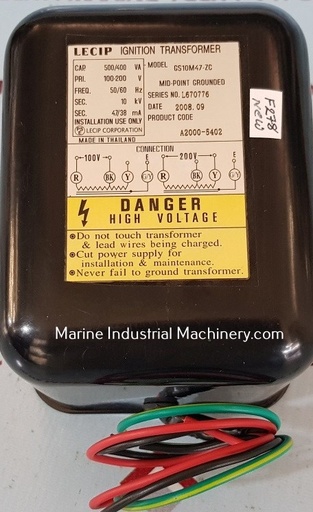 LECIP IGNITION TRANSFORMER
CAP. 500/400 VA
PRI. 100-200 V
FREQ. 50/60 Hz
SEC. 10 kV
SEC. 47/38 mA
INSTALLATION USE ONLY
LECIP CORPORATION
MADE IN THAILAND
MODEL GS10M47-ZC
MID-POINT GROUNDED
SERIES NO. L670776
DATE 2008.09
PRODUCT CODE
A2000-5402
F278
NEW
CONNECTION
100V E 200V E
R BK Y G/Y R BK Y G/Y
DANGER
HIGH VOLTAGE
Do not touch transformer
& lead wires being charged.
Cut power supply for
installation & maintenance.
Never fail to ground transformer.
Marine Industrial Machinery.com